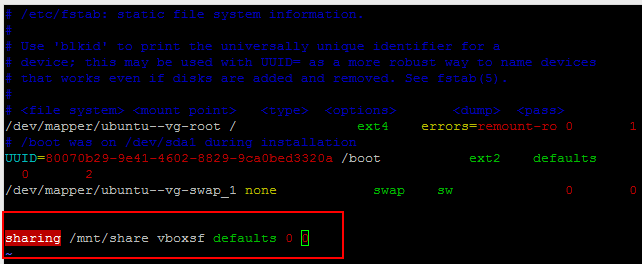 # /etc/fstab: static file system information.
#
# Use 'blkid' to print the universally unique identifier for a
# device; this may be used with UUID= as a more robust way to name devices
# that works even if disks are added and removed. See fstab(5).
#
# <file system> <mount point>   <type>  <options>       <dump>  <pass>
/dev/mapper/ubuntu--vg-root /               ext4    errors=remount-ro 0       1
# /boot was on /dev/sda1 during installation
UUID=80070b29-9e41-4602-8829-9ca0bed3320a /boot           ext2    defaults
  0       2
/dev/mapper/ubuntu--vg-swap_1 none            swap    sw              0       0
sharing /mnt/share vboxsf defaults 0 0
~